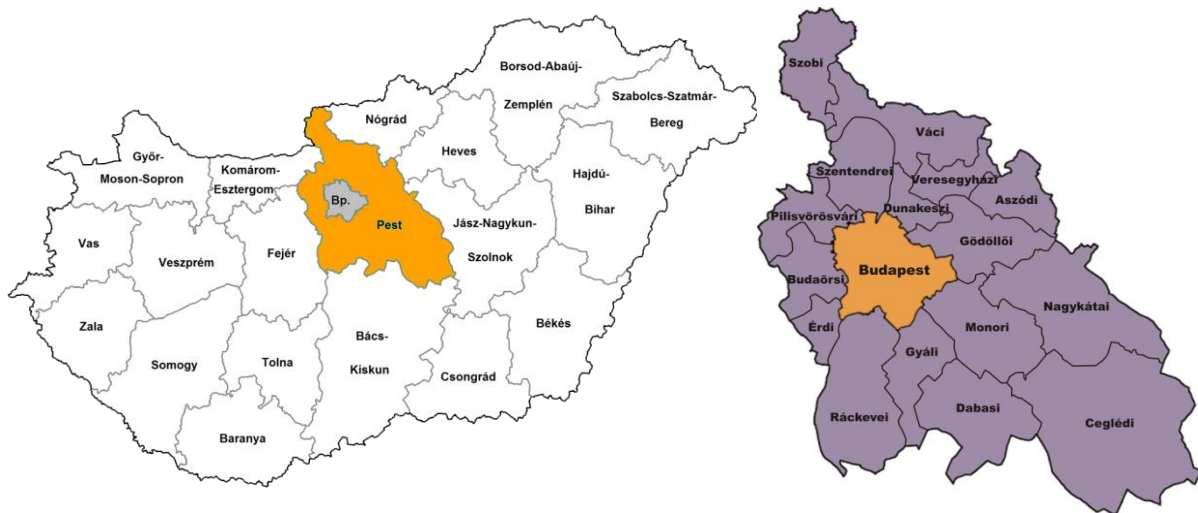 Borsod-Abaúj-
Zemplén
Szabolcs-Szatmár-
Bereg
Nógrád
Heves
Győr-
Moson-Sopron
Komárom-
Esztergom
Hajdú-
Bihar
Bp.
Pest
Jász-Nagykun-
Szolnok
Vas
Veszprém
Fejér
Zala
Somogy
Tolna
Bács-
Kiskun
Békés
Csongrád
Baranya
Szobi
Váci
Szentendrei
Veresegyházi
Aszódi
Pilisvörösvári
Dunakeszi
Gödöllői
Budapest
Budaörsi
Nagykátai
Érdi
Monori
Gyáli
Ráckevei
Dabasi
Ceglédi